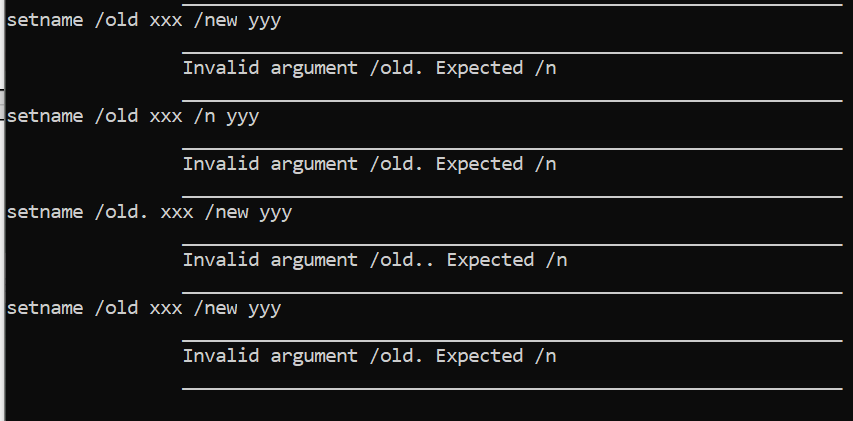 setname /old xxx /new yyy
Invalid argument /old. Expected /n
setname /old xxx /n yyy
Invalid argument /old. Expected /n
setname /old. xxx /new yyy
Invalid argument /old.. Expected /n
setname /old xxx /new yyy
Invalid argument /old. Expected /n